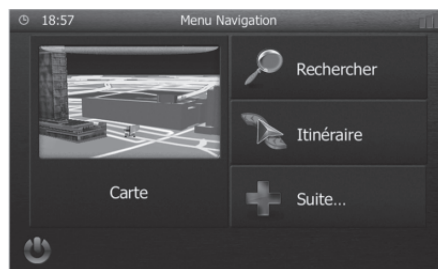 18:57 Menu Navigation
Rechercher
Itinéraire
Carte
Suite...